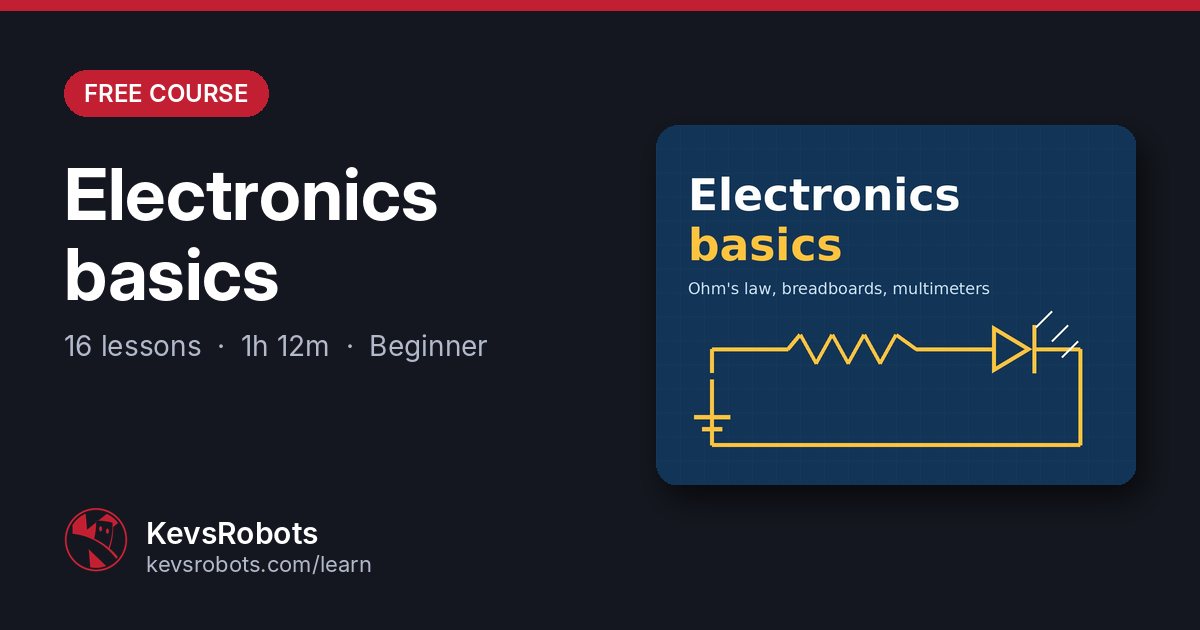 FREE COURSE
Electronics
basics
16 lessons · 1h 12m · Beginner
KevsRobots
kevsrobots.com/learn
Electronics
basics
Ohm's law, breadboards, multimeters